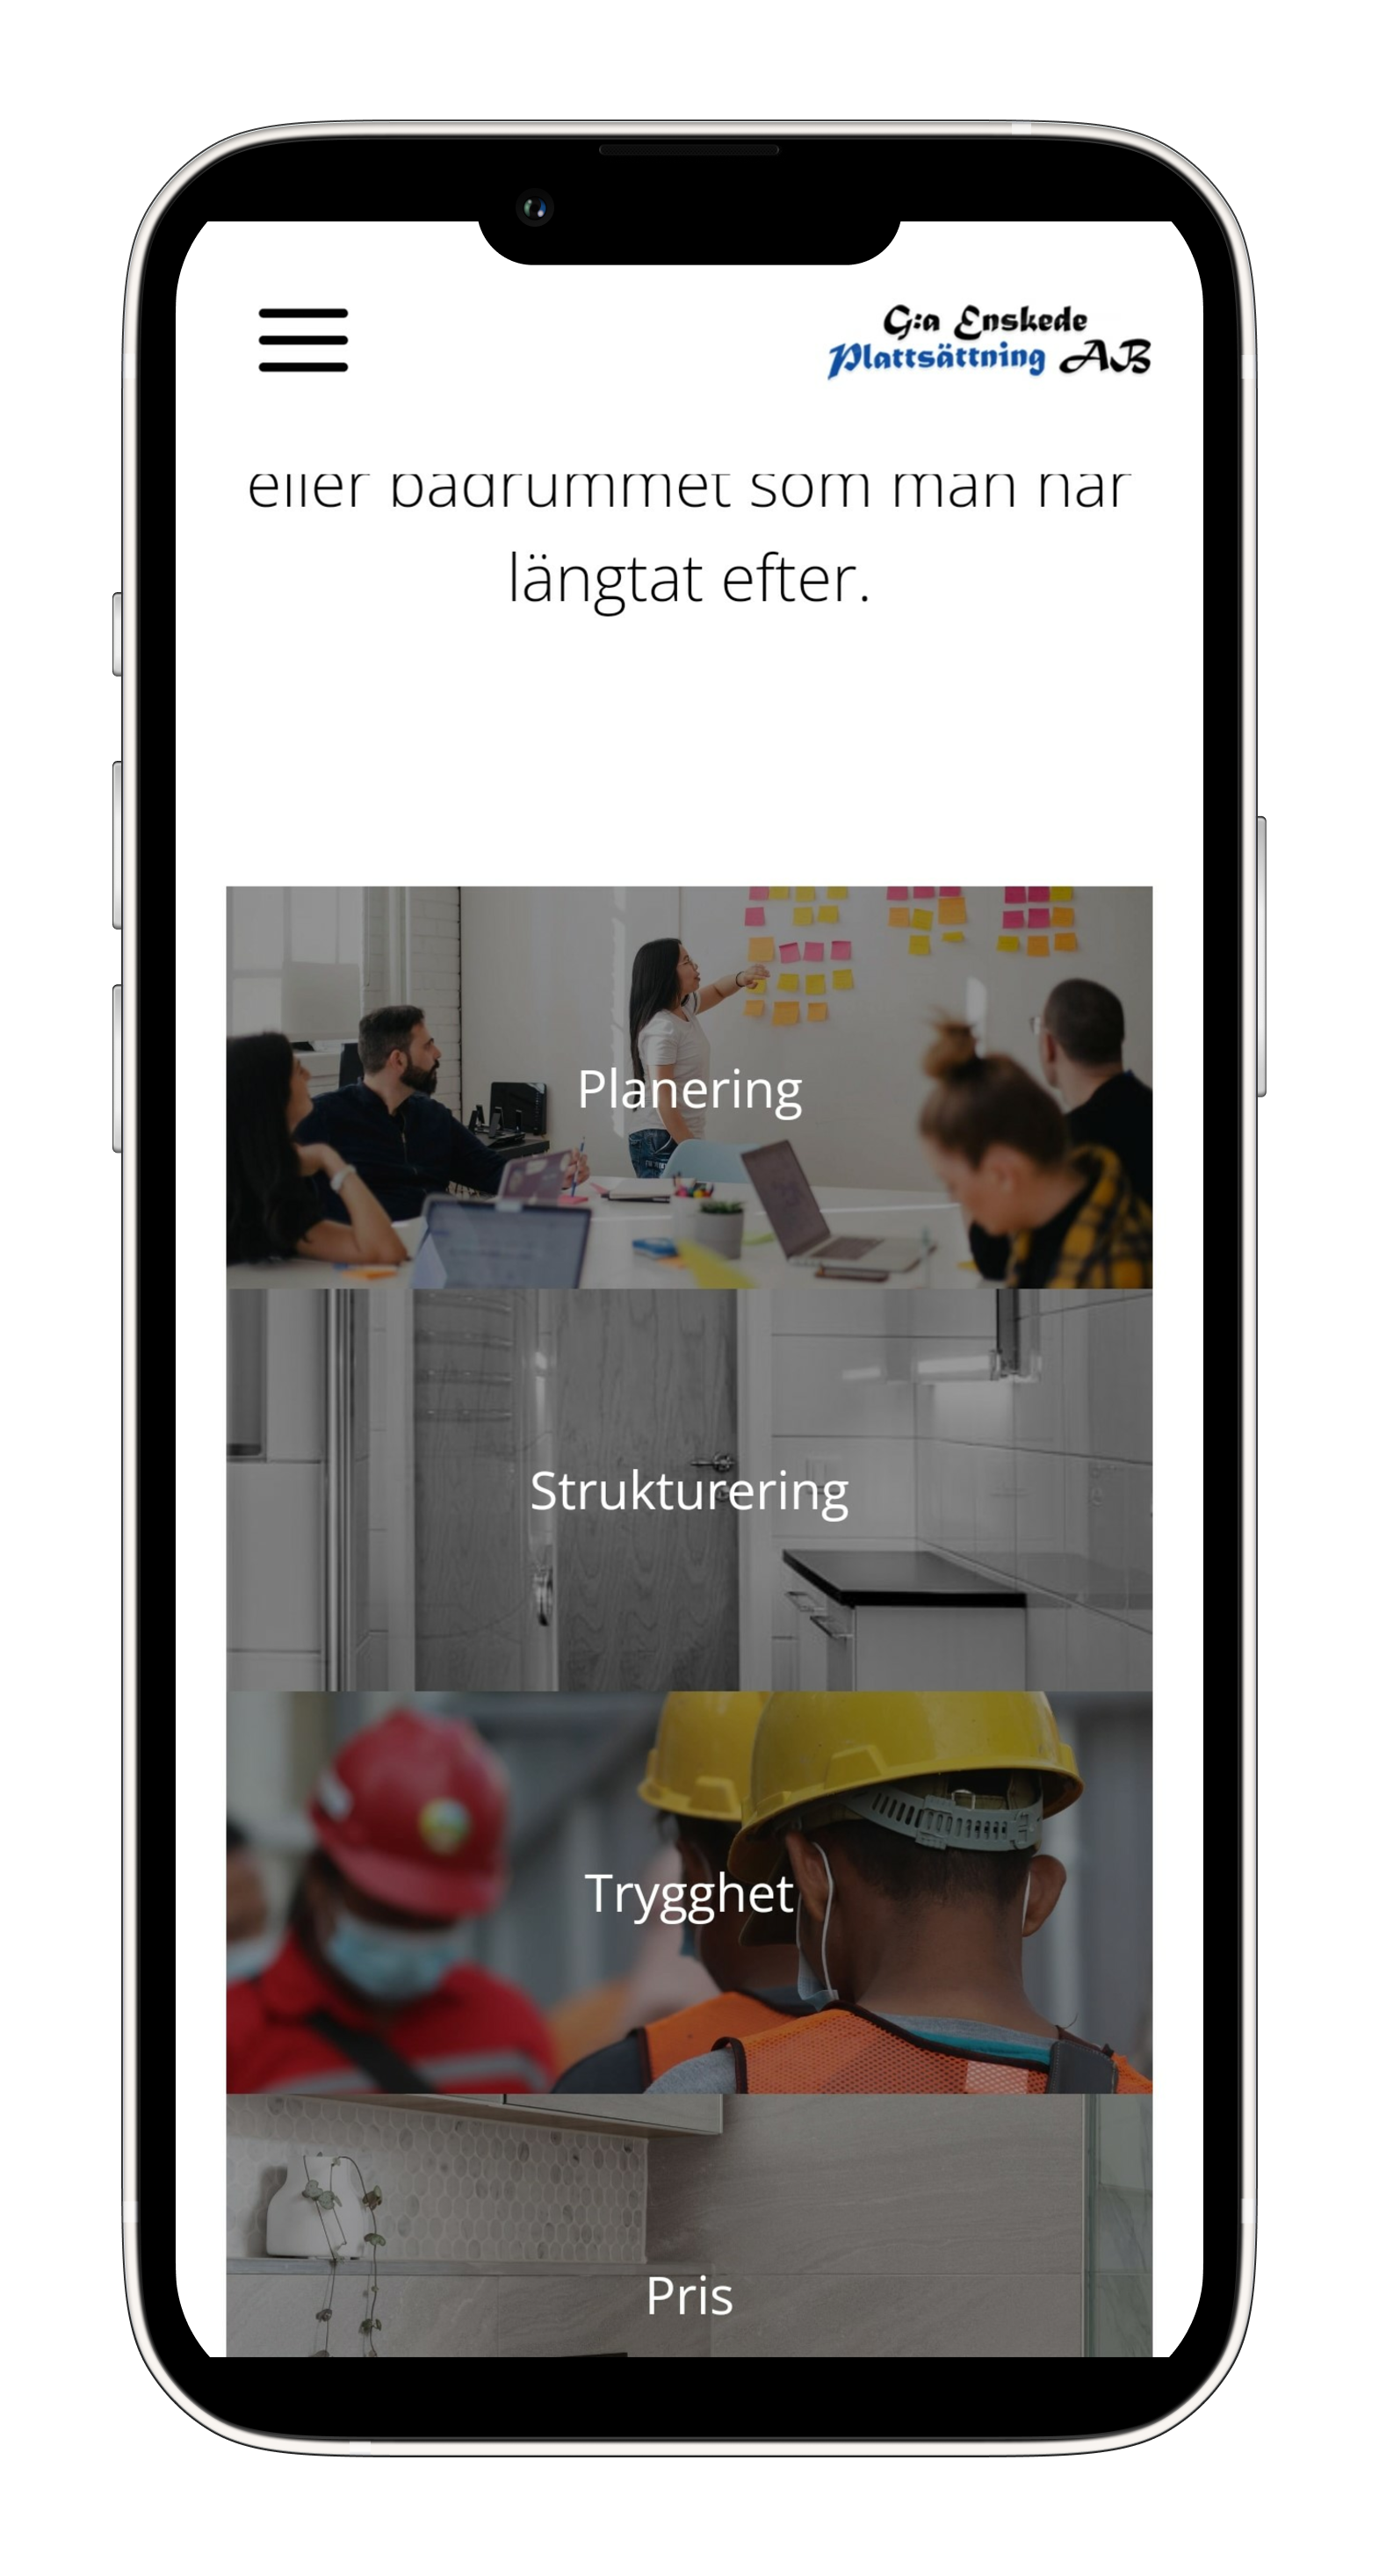 G:a Enskede
Plattsättning AB
eller badrummet som man har
längtat efter.
Planering
Strukturering
Trygghet
Pris